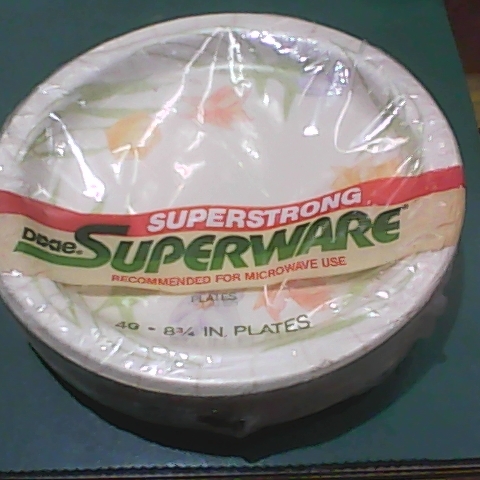 SUPERSTRONG
Dixie® SUPERWARE®
RECOMMENDED FOR MICROWAVE USE
PLATES
40 • 8¾ IN. PLATES